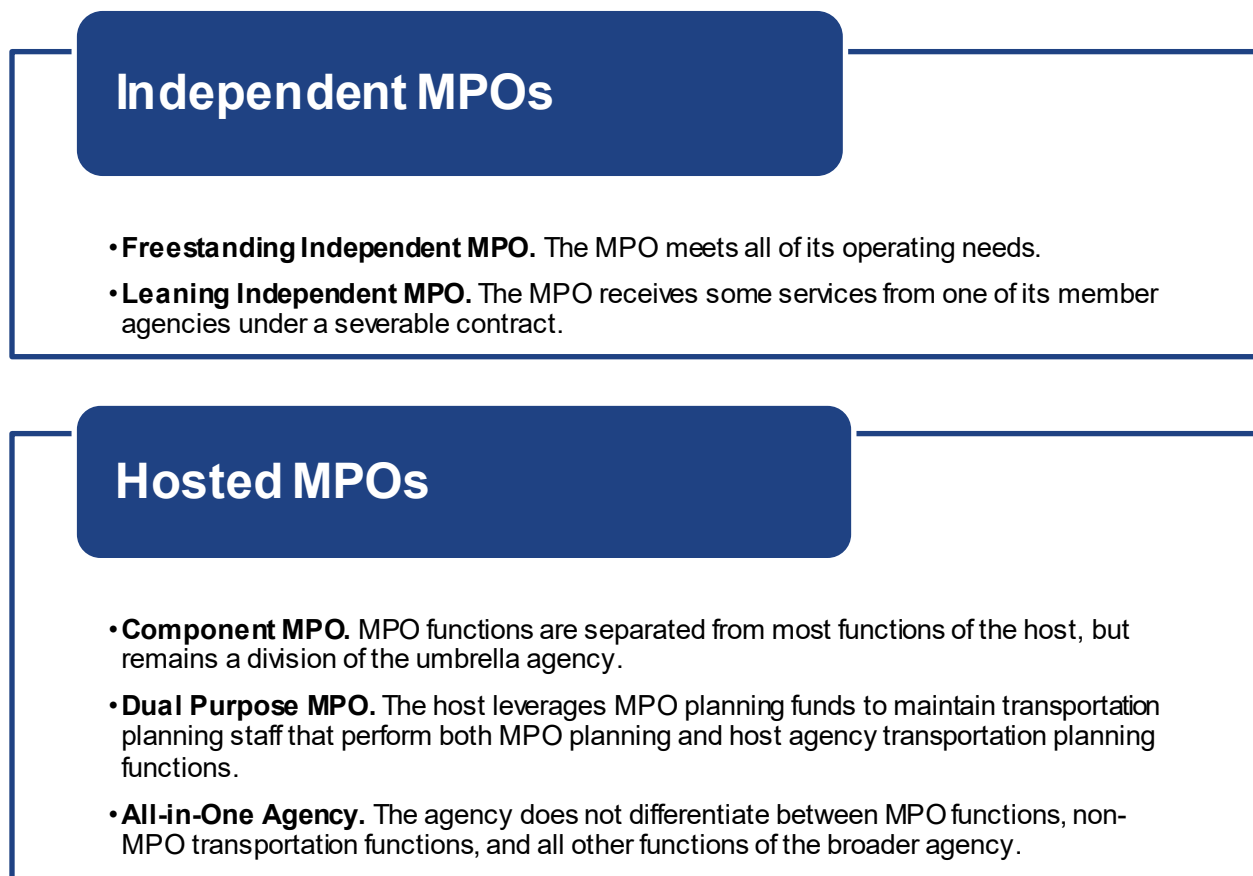 Independent MPOs
•Freestanding Independent MPO. The MPO meets all of its operating needs.
•Leaning Independent MPO. The MPO receives some services from one of its member
agencies under a severable contract.
Hosted MPOs
•Component MPO. MPO functions are separated from most functions of the host, but
remains a division of the umbrella agency.
•Dual Purpose MPO. The host leverages MPO planning funds to maintain transportation
planning staff that perform both MPO planning and host agency transportation planning
functions.
•All-in-One Agency. The agency does not differentiate between MPO functions, non-
MPO transportation functions, and all other functions of the broader agency.